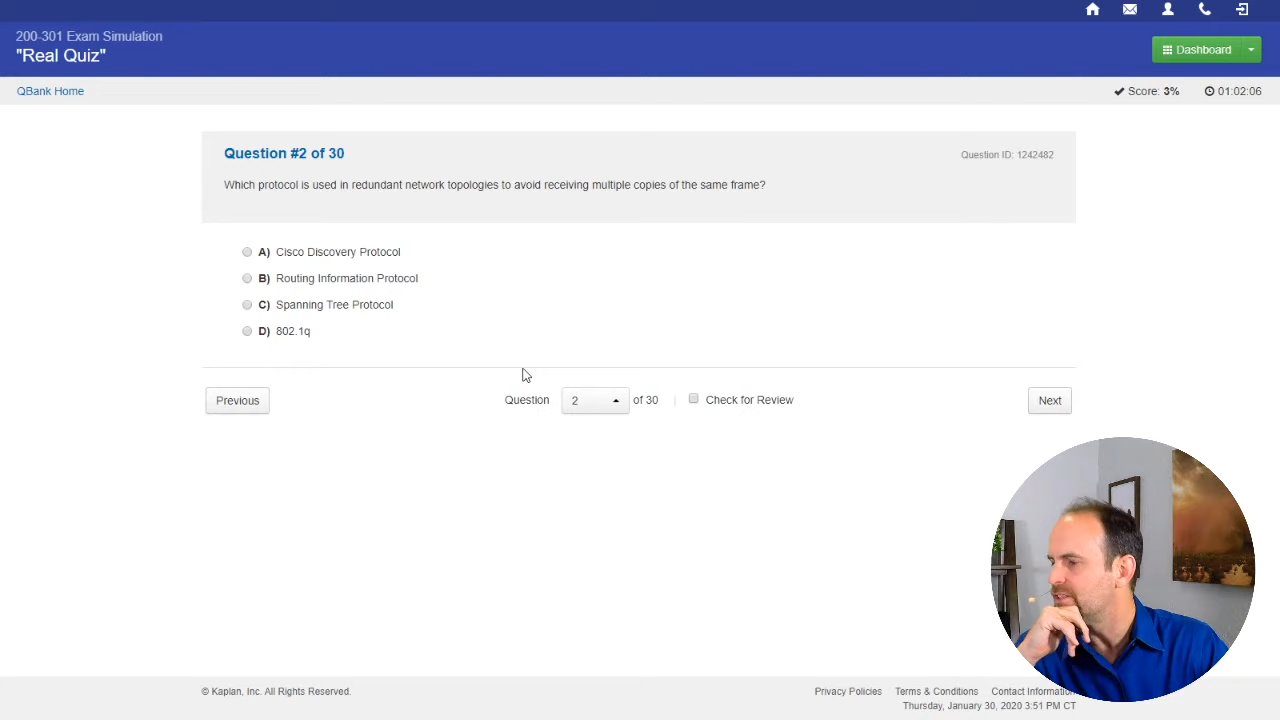 200-301 Exam Simulation
"Real Quiz"
Dashboard
QBank Home
Score: 3%
01:02:06
Question #2 of 30
Question ID: 1242482
Which protocol is used in redundant network topologies to avoid receiving multiple copies of the same frame?
A) Cisco Discovery Protocol
B) Routing Information Protocol
C) Spanning Tree Protocol
D) 802.1q
Previous
Question 2 of 30
Check for Review
Next
© Kaplan, Inc. All Rights Reserved.
Privacy Policies Terms & Conditions Contact Information
Thursday, January 30, 2020 3:51 PM CT